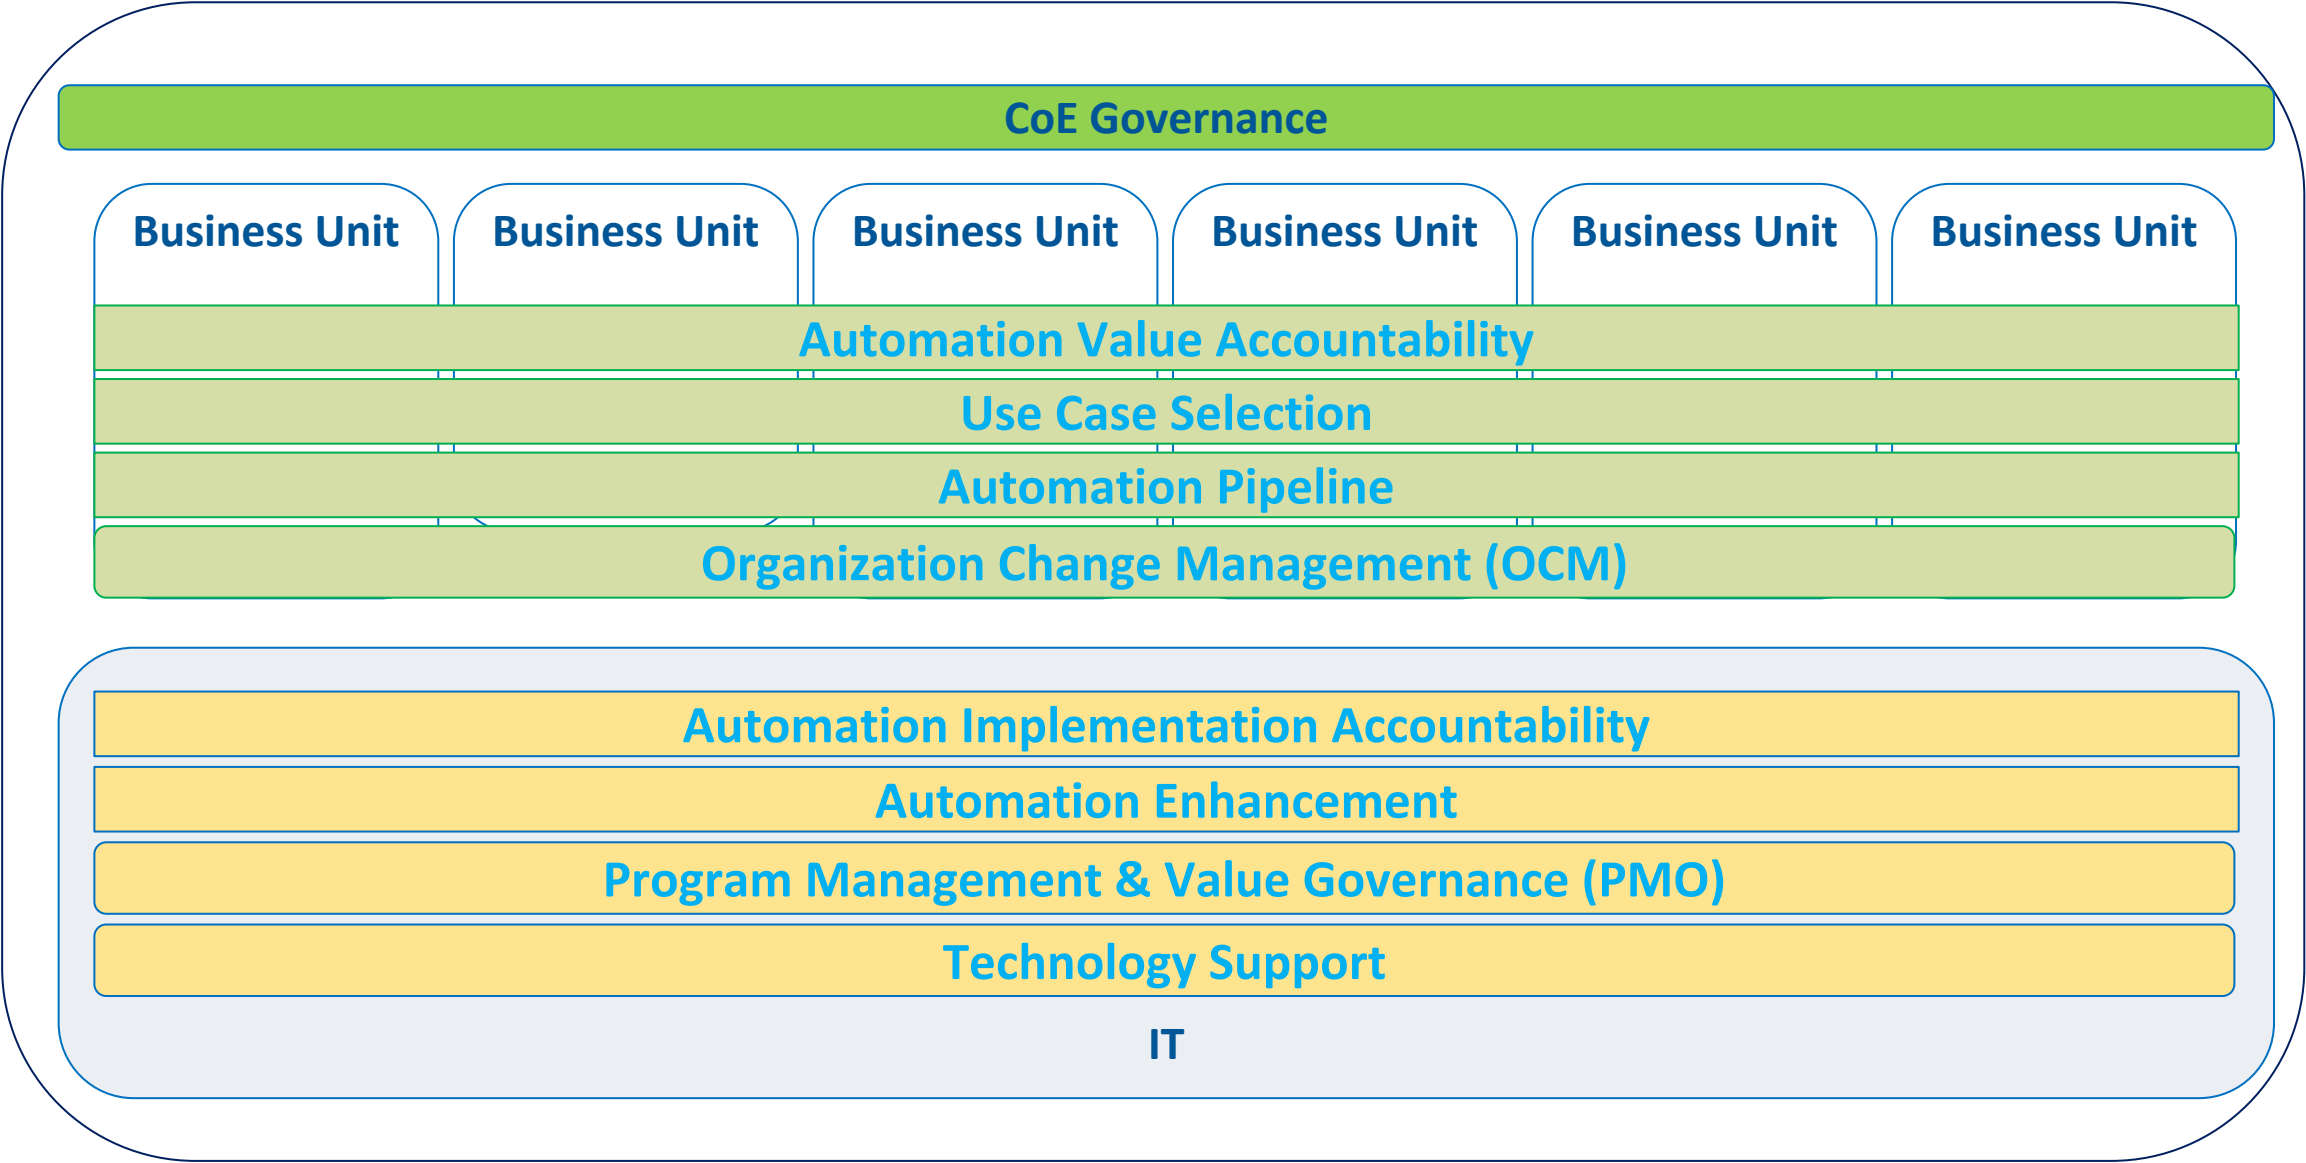 CoE Governance
Business Unit Business Unit Business Unit Business Unit Business Unit Business Unit
Automation Value Accountability
Use Case Selection
Automation Pipeline
Organization Change Management (OCM)
Automation Implementation Accountability
Automation Enhancement
Program Management & Value Governance (PMO)
Technology Support
IT